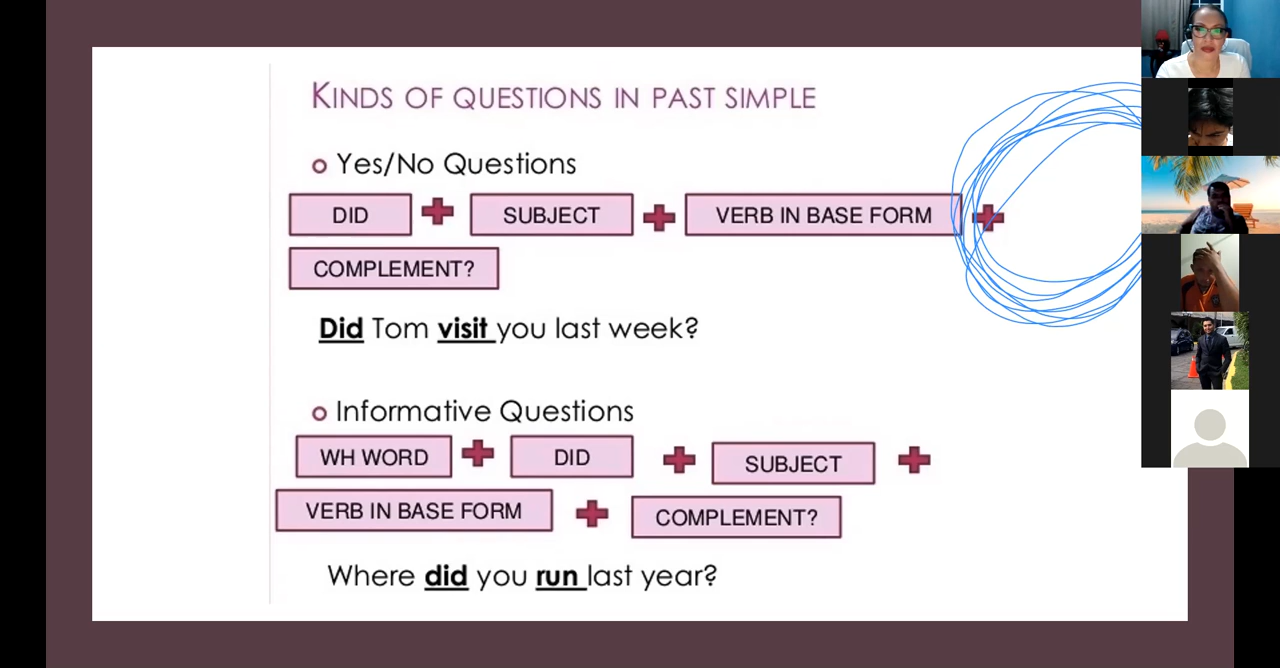 KINDS OF QUESTIONS IN PAST SIMPLE
Yes/No Questions
DID + SUBJECT + VERB IN BASE FORM +
COMPLEMENT?
Did Tom visit you last week?
Informative Questions
WH WORD + DID + SUBJECT +
VERB IN BASE FORM + COMPLEMENT?
Where did you run last year?